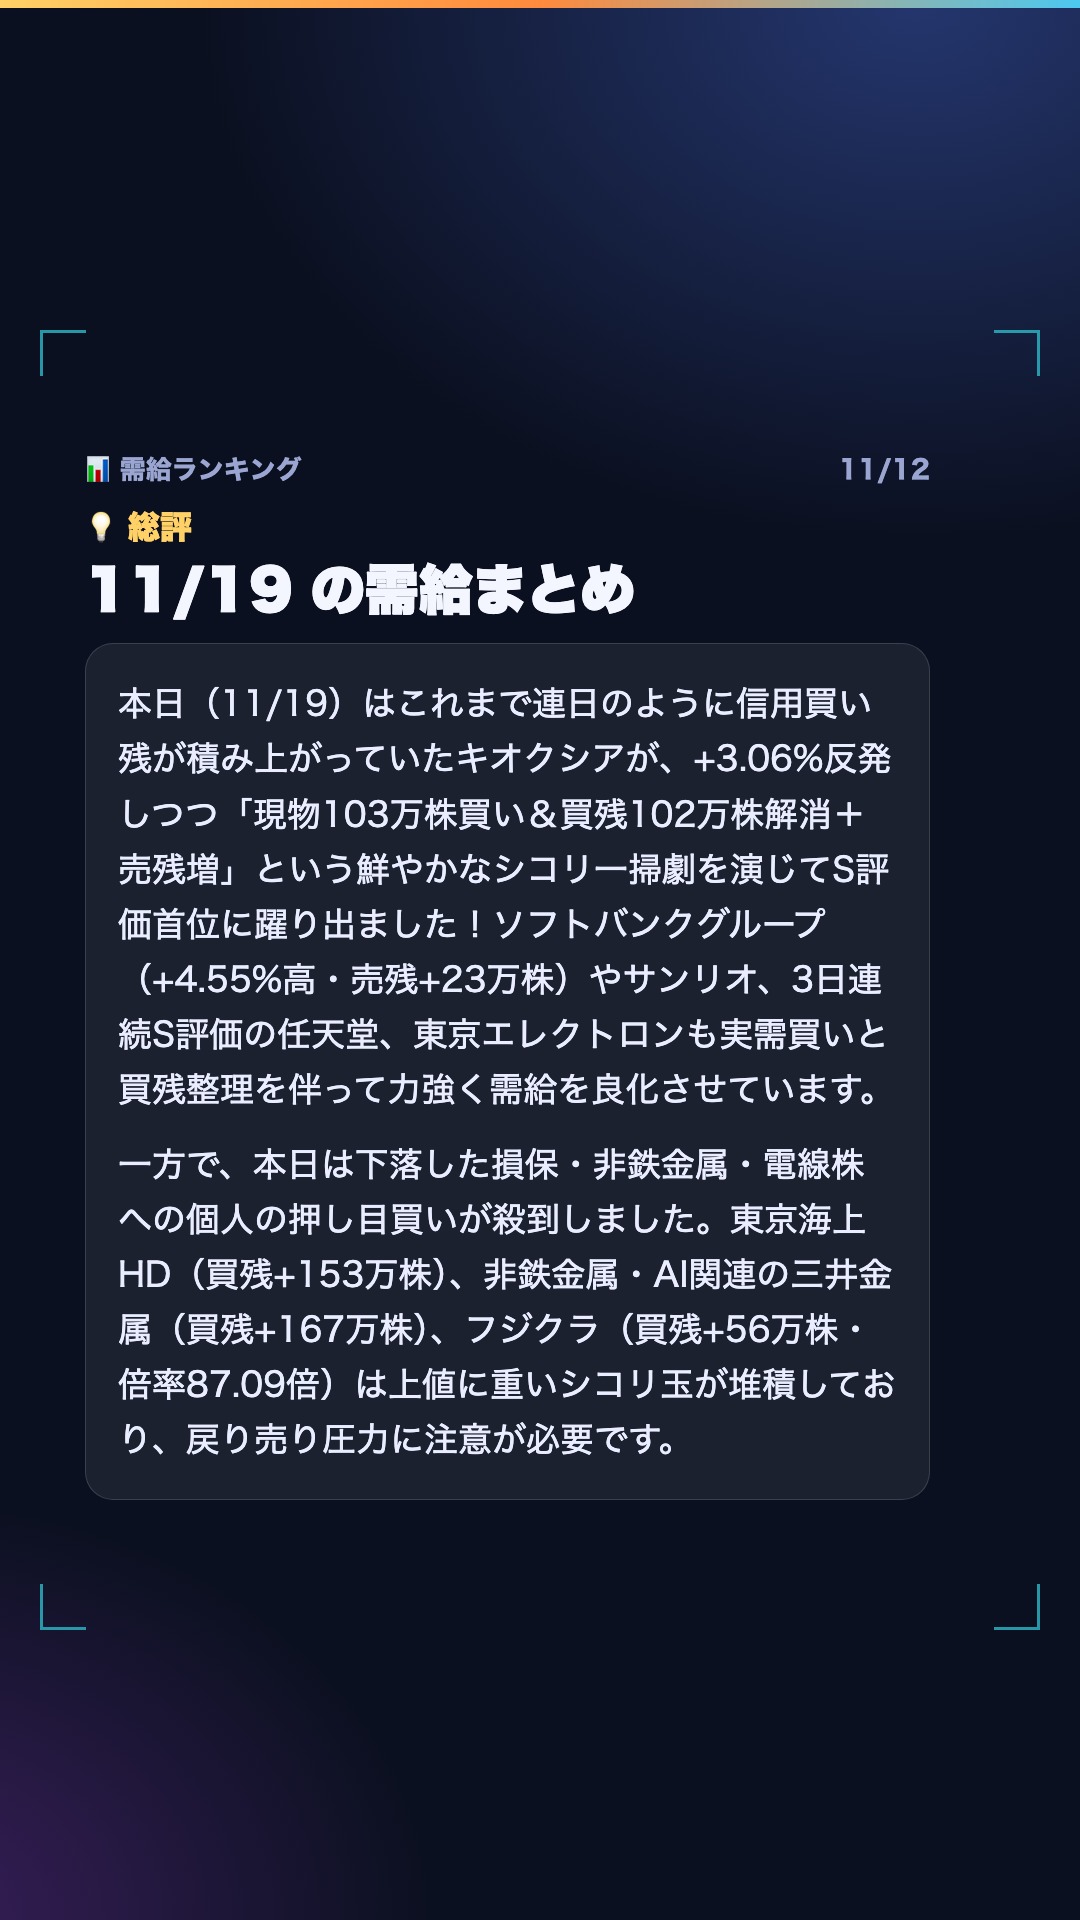 📊 需給ランキング 11/12
💡 総評
11/19 の需給まとめ
本日（11/19）はこれまで連日のように信用買い
残が積み上がっていたキオクシアが、+3.06%反発
しつつ「現物103万株買い＆買残102万株解消＋
売残増」という鮮やかなシコリ一掃劇を演じてS評
価首位に躍り出ました！ソフトバンクグループ
（+4.55%高・売残+23万株）やサンリオ、3日連
続S評価の任天堂、東京エレクトロンも実需買いと
買残整理を伴って力強く需給を良化させています。
一方で、本日は下落した損保・非鉄金属・電線株
への個人の押し目買いが殺到しました。東京海上
HD（買残+153万株）、非鉄金属・AI関連の三井金
属（買残+167万株）、フジクラ（買残+56万株・
倍率87.09倍）は上値に重いシコリ玉が堆積してお
り、戻り売り圧力に注意が必要です。